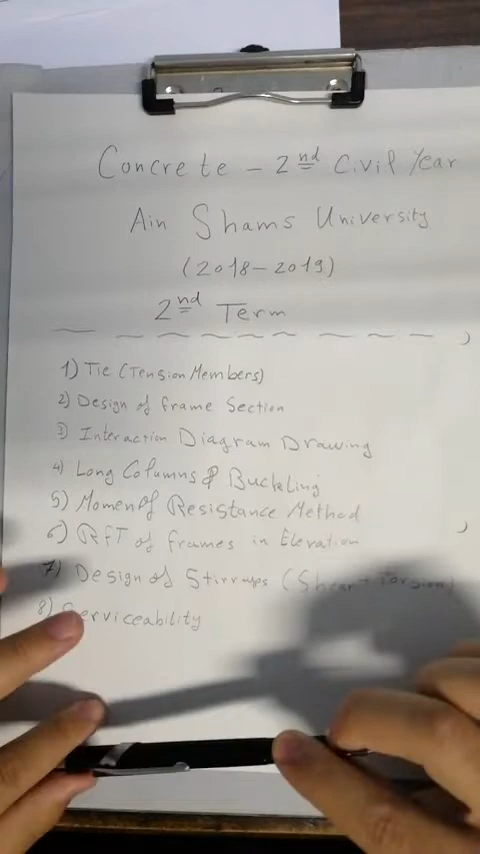 Concrete - 2nd Civil Year
Ain Shams University
(2018-2019)
2nd Term
1) Tie (Tension Members)
2) Design of frame Section
3) Interaction Diagram Drawing
4) Long Columns & Buckling
5) Moment of Resistance Method
6) RFT of frames in Elevation
7) Design of Stirrups (Shear + Torsion)
8) Serviceability